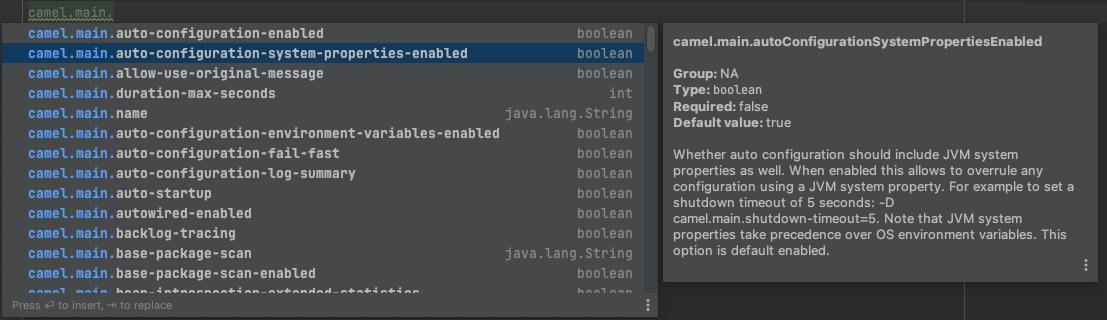 camel.main.
camel.main.auto-configuration-enabled boolean
camel.main.auto-configuration-system-properties-enabled boolean
camel.main.allow-use-original-message boolean
camel.main.duration-max-seconds int
camel.main.name java.lang.String
camel.main.auto-configuration-environment-variables-enabled boolean
camel.main.auto-configuration-fail-fast boolean
camel.main.auto-configuration-log-summary boolean
camel.main.auto-startup boolean
camel.main.autowired-enabled boolean
camel.main.backlog-tracing boolean
camel.main.base-package-scan java.lang.String
camel.main.base-package-scan-enabled boolean
camel.main.bean-introspection-extended-statistics boolean
Press ⏎ to insert, ⇥ to replace
camel.main.autoConfigurationSystemPropertiesEnabled
Group: NA
Type: boolean
Required: false
Default value: true
Whether auto configuration should include JVM system
properties as well. When enabled this allows to overrule any
configuration using a JVM system property. For example to set a
shutdown timeout of 5 seconds: -D
camel.main.shutdown-timeout=5. Note that JVM system
properties take precedence over OS environment variables. This
option is default enabled.